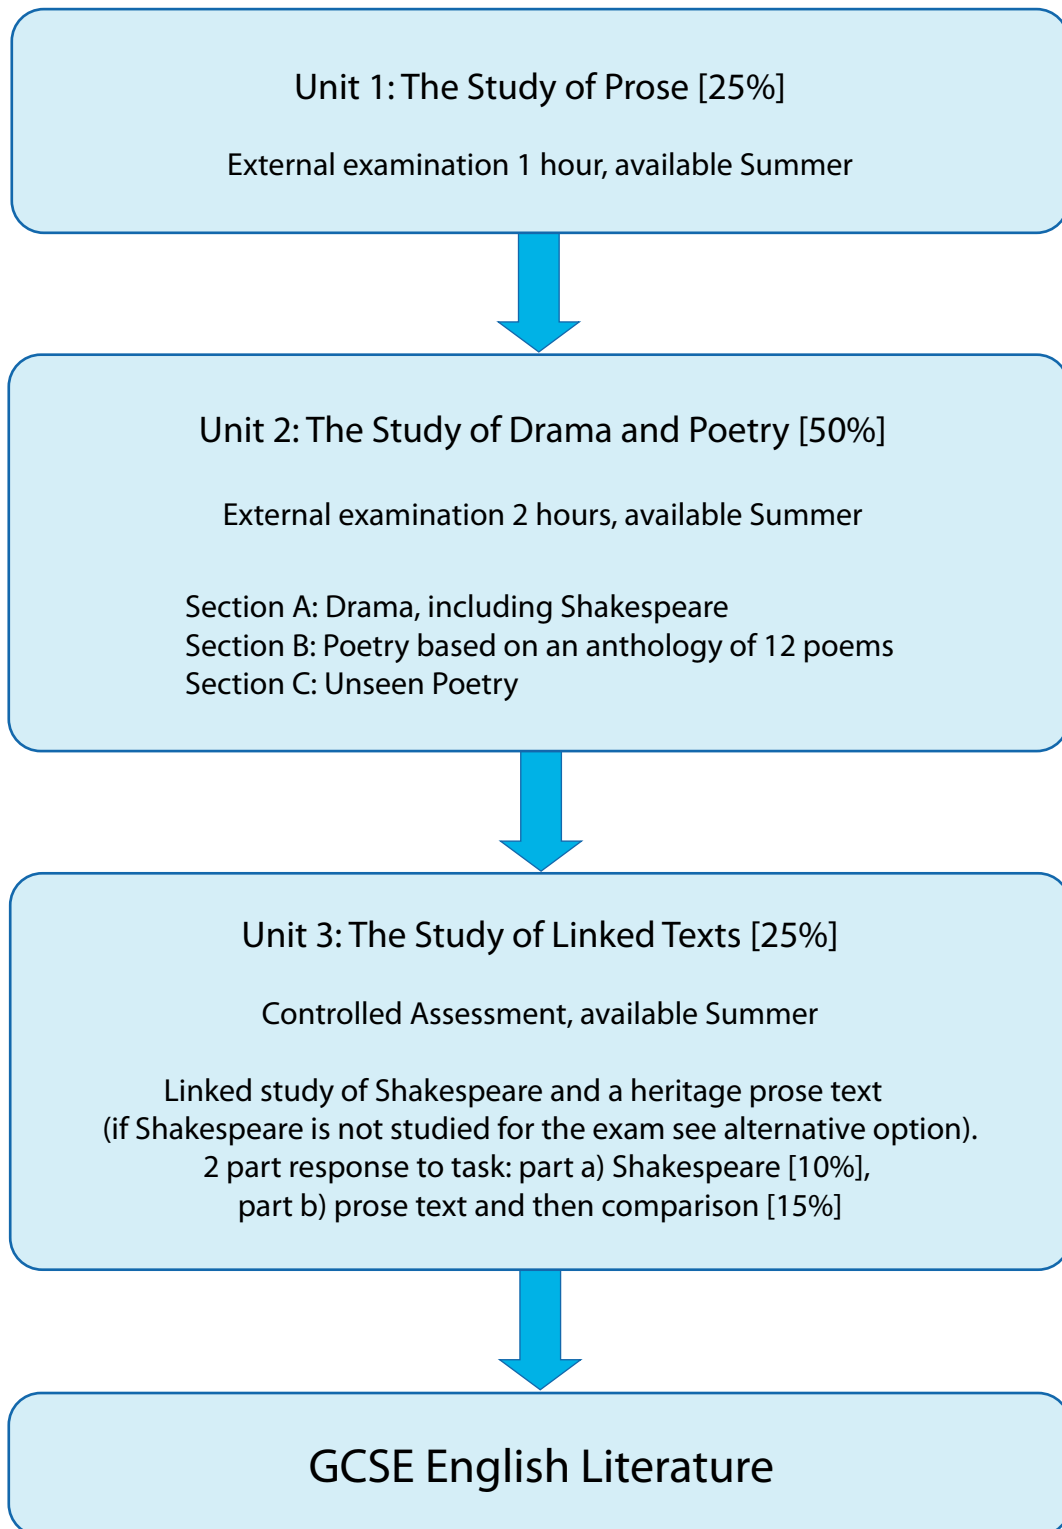 Unit 1: The Study of Prose [25%]
External examination 1 hour, available Summer
Unit 2: The Study of Drama and Poetry [50%]
External examination 2 hours, available Summer
Section A: Drama, including Shakespeare
Section B: Poetry based on an anthology of 12 poems
Section C: Unseen Poetry
Unit 3: The Study of Linked Texts [25%]
Controlled Assessment, available Summer
Linked study of Shakespeare and a heritage prose text
(if Shakespeare is not studied for the exam see alternative option).
2 part response to task: part a) Shakespeare [10%],
part b) prose text and then comparison [15%]
GCSE English Literature